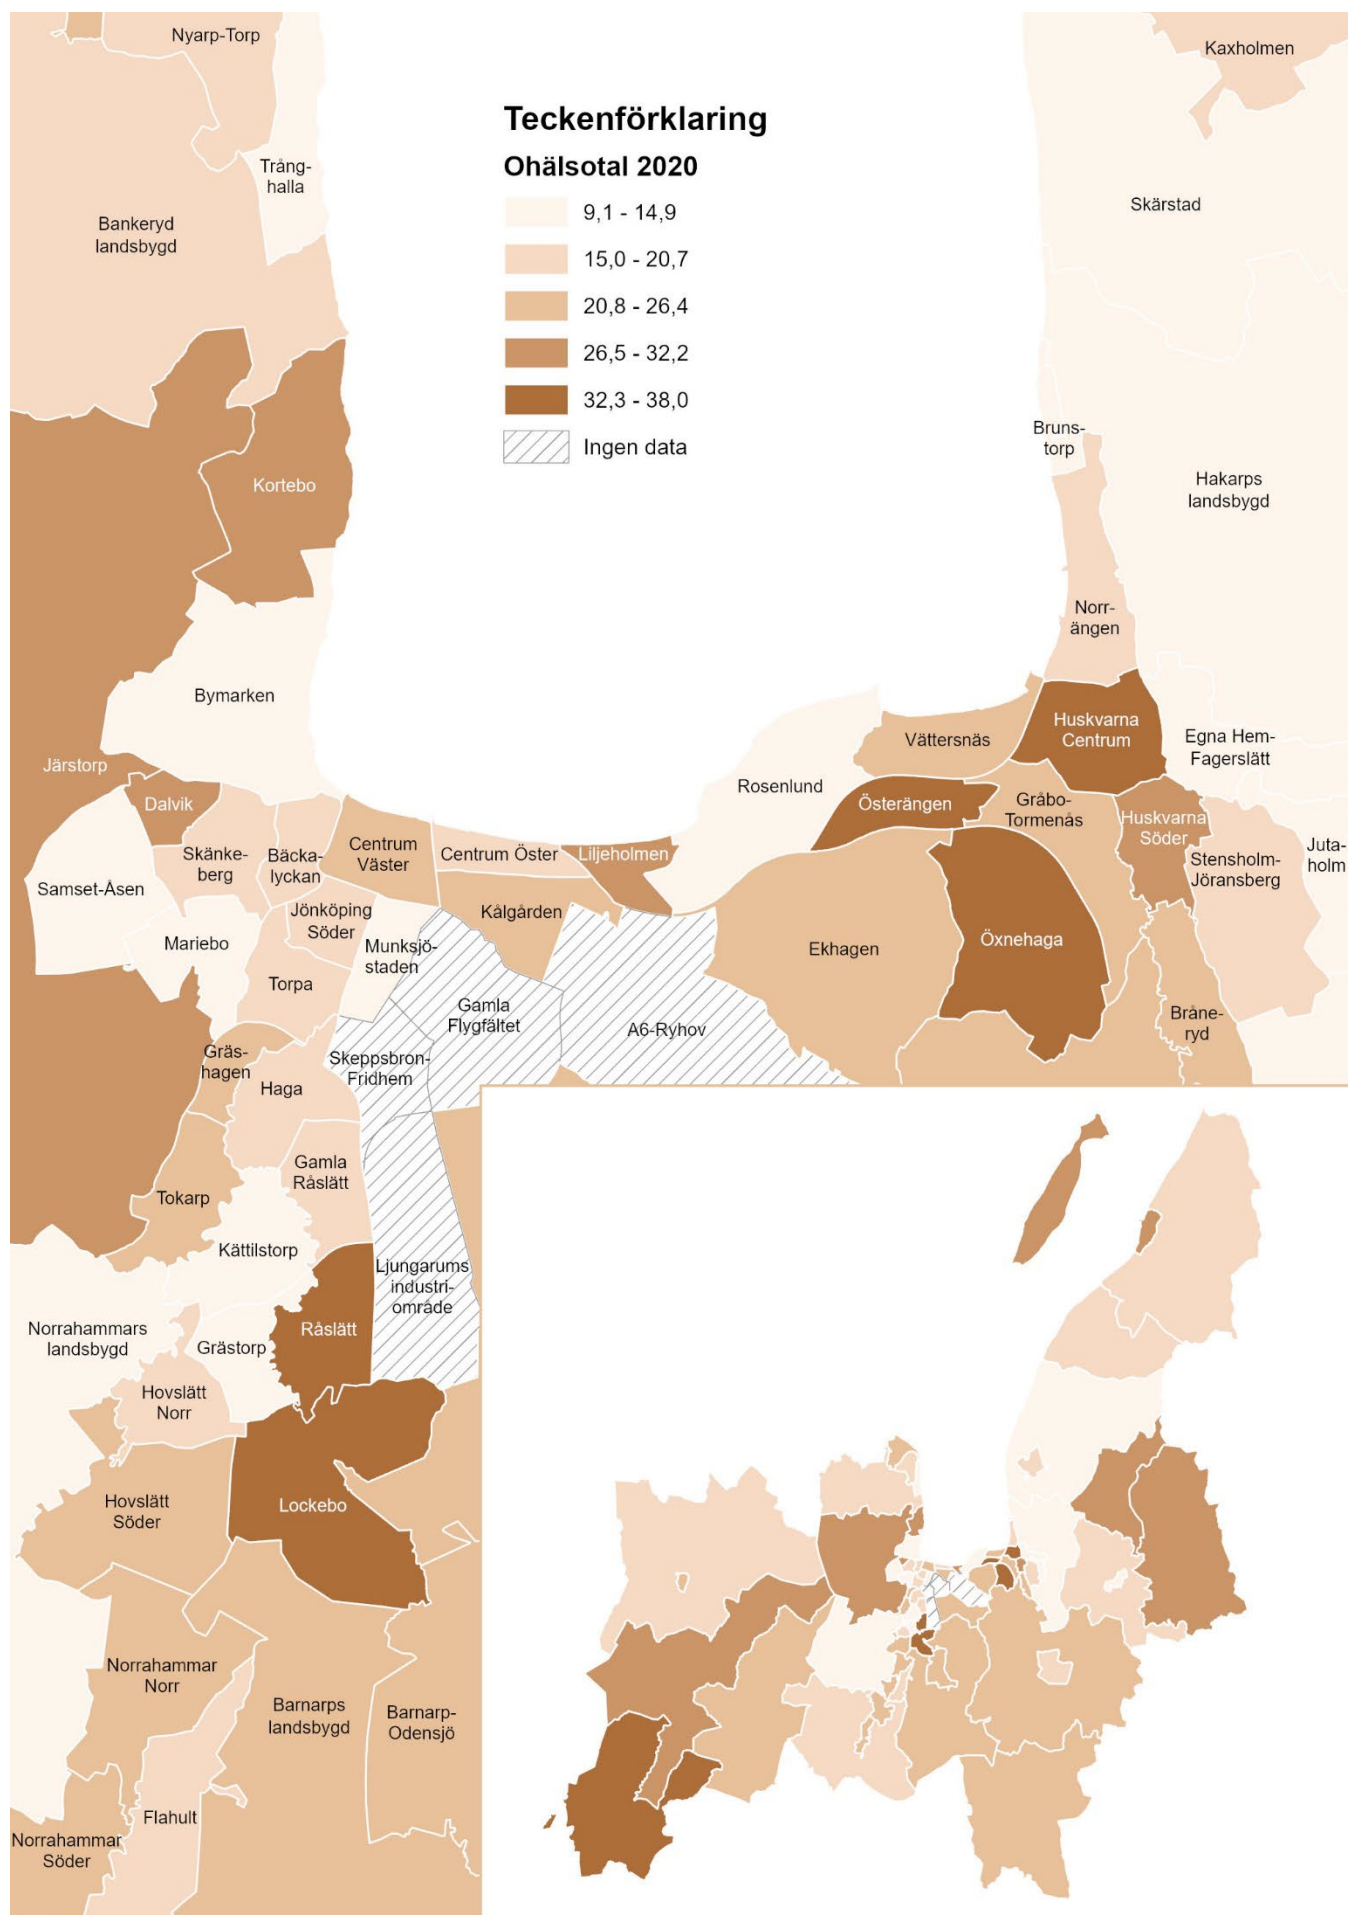 Nyarp-Torp
Kaxholmen
Teckenförklaring
Ohälsotal 2020
9,1 - 14,9
15,0 - 20,7
20,8 - 26,4
26,5 - 32,2
32,3 - 38,0
Ingen data
Trång-
halla
Bankeryd
landsbygd
Skärstad
Bruns-
torp
Hakarps
landsbygd
Kortebo
Norr-
ängen
Bymarken
Huskvarna
Centrum
Vättersnäs
Egna Hem-
Fagerslätt
Järstorp
Rosenlund
Dalvik
Österängen
Gråbo-
Tormenås
Huskvarna
Söder
Centrum
Väster
Centrum Öster
Liljeholmen
Skänke-
berg
Bäcka-
lyckan
Stensholm-
Jöransberg
Juta-
holm
Samset-Åsen
Jönköping
Söder
Kålgården
Mariebo
Munksjö-
staden
Ekhagen
Öxnehaga
Torpa
Gamla
Flygfältet
A6-Ryhov
Bråne-
ryd
Gräs-
hagen
Skeppsbron-
Fridhem
Haga
Gamla
Råslätt
Tokarp
Kättilstorp
Ljungarums
industri-
område
Norrahammars
landsbygd
Grästorp
Råslätt
Hovslätt
Norr
Hovslätt
Söder
Lockebo
Norrahammar
Norr
Barnarps
landsbygd
Barnarp-
Odensjö
Flahult
Norrahammar
Söder